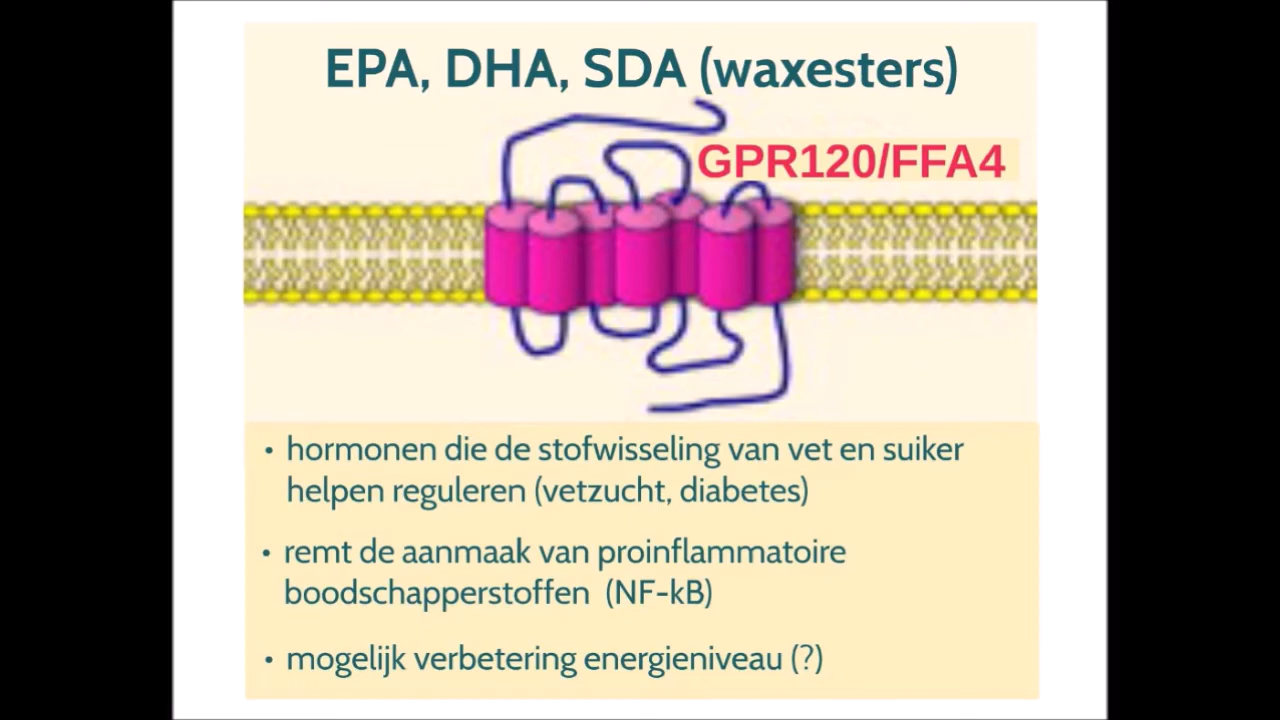 EPA, DHA, SDA (waxesters)
GPR120/FFA4
• hormonen die de stofwisseling van vet en suiker
helpen reguleren (vetzucht, diabetes)
• remt de aanmaak van proinflammatoire
boodschapperstoffen (NF-kB)
• mogelijk verbetering energieniveau (?)